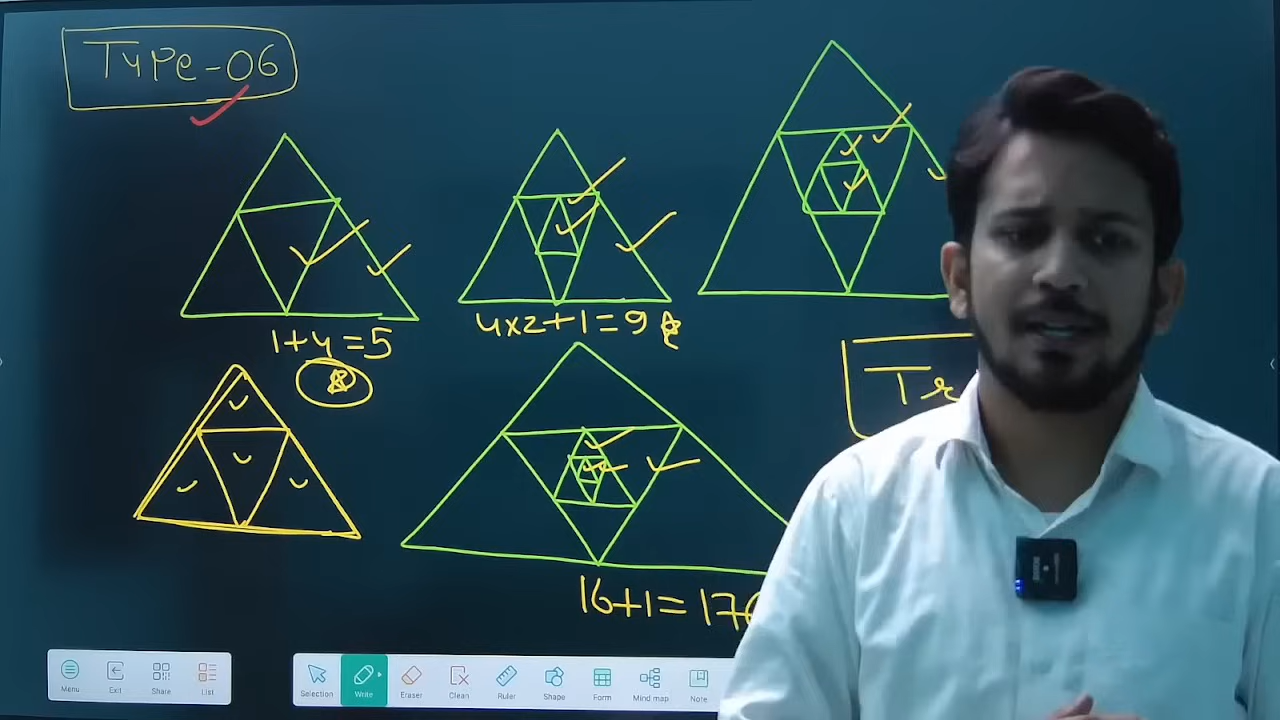 Type-06
1+4=5
4x2+1=9
Tr
16+1=17
Menu
Exit
Share
List
Selection
Write
Eraser
Clean
Ruler
Shape
Form
Mind map
Note